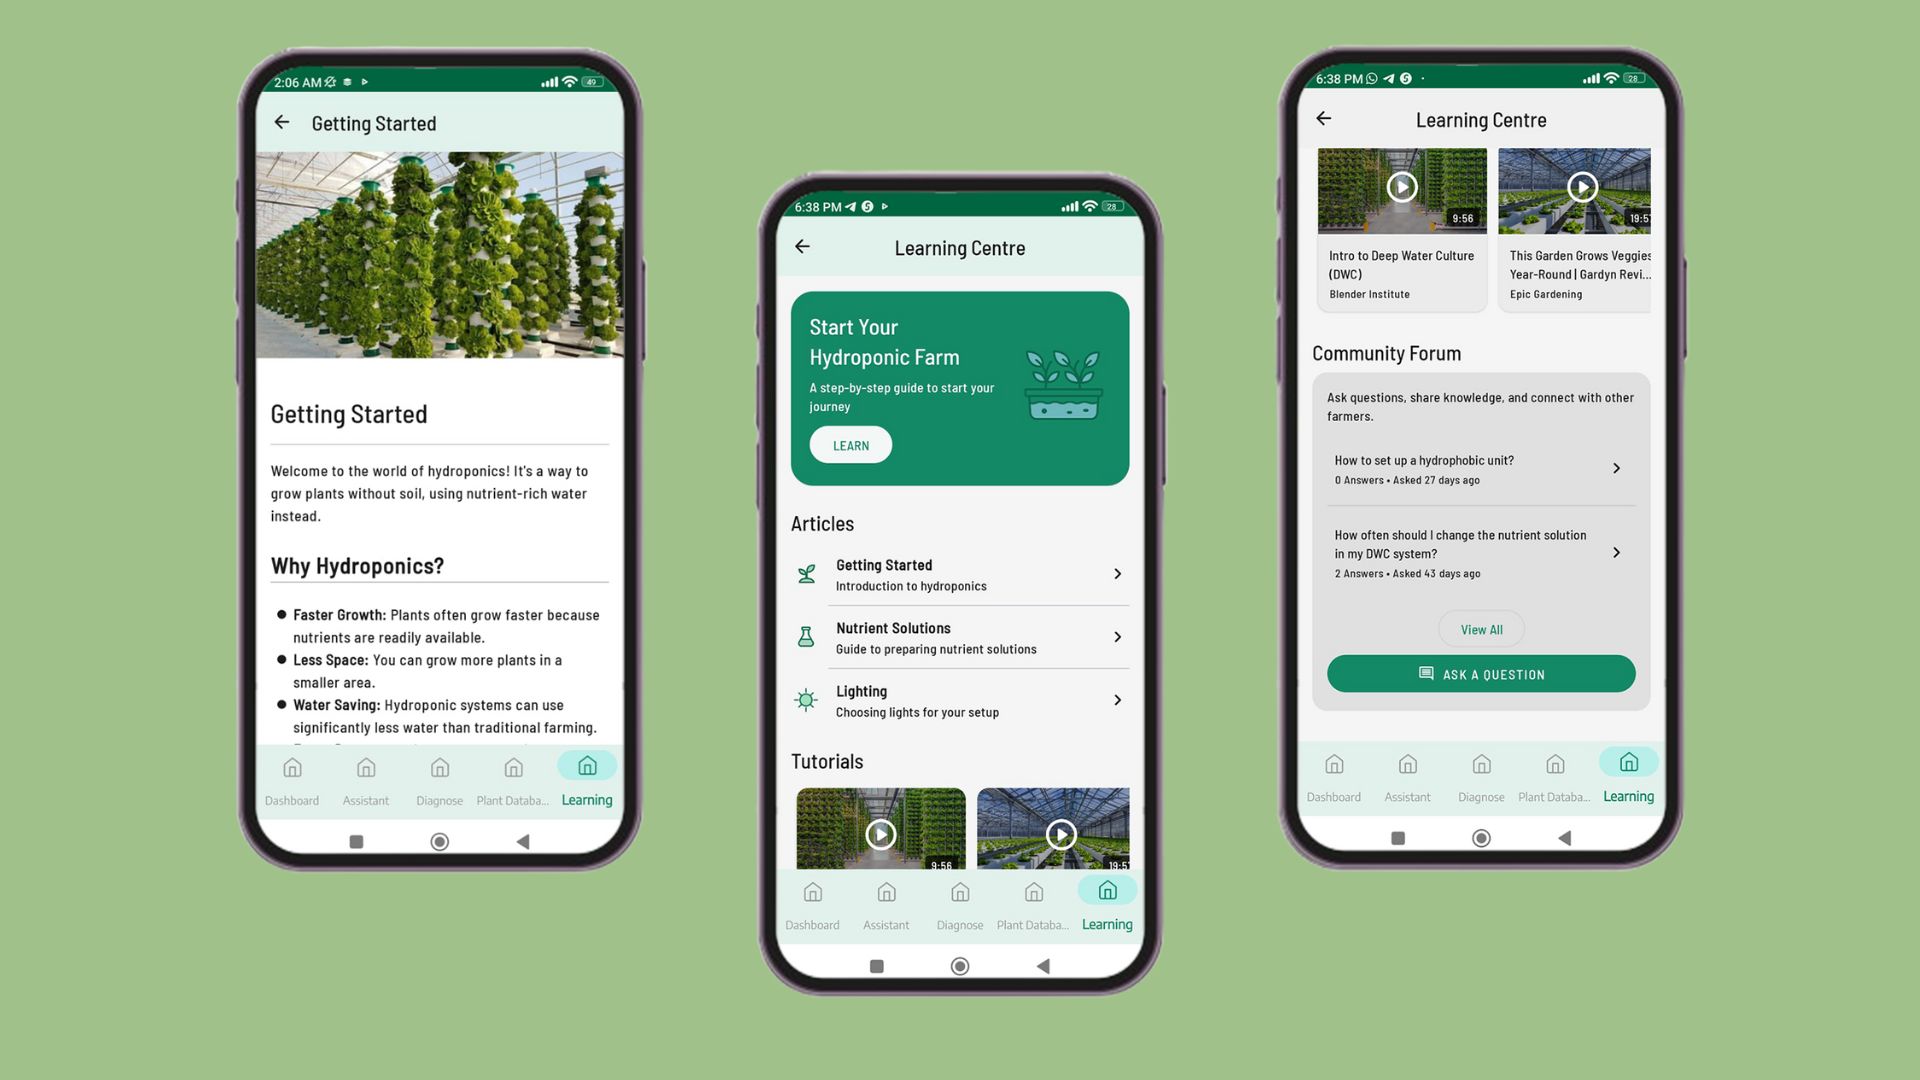 2:06 AM
49
Getting Started
Getting Started
Welcome to the world of hydroponics! It's a way to
grow plants without soil, using nutrient-rich water
instead.
Why Hydroponics?
● Faster Growth: Plants often grow faster because
nutrients are readily available.
● Less Space: You can grow more plants in a
smaller area.
● Water Saving: Hydroponic systems can use
significantly less water than traditional farming.
Dashboard Assistant Diagnose Plant Databa... Learning
6:38 PM
28
Learning Centre
Start Your
Hydroponic Farm
A step-by-step guide to start your
journey
LEARN
Articles
Getting Started
Introduction to hydroponics
Nutrient Solutions
Guide to preparing nutrient solutions
Lighting
Choosing lights for your setup
Tutorials
9:56 19:57
Dashboard Assistant Diagnose Plant Databa... Learning
6:38 PM
28
Learning Centre
9:56
Intro to Deep Water Culture
(DWC)
Blender Institute
19:57
This Garden Grows Veggies
Year-Round | Gardyn Revi...
Epic Gardening
Community Forum
Ask questions, share knowledge, and connect with other
farmers.
How to set up a hydrophobic unit?
0 Answers • Asked 27 days ago
How often should I change the nutrient solution
in my DWC system?
2 Answers • Asked 43 days ago
View All
ASK A QUESTION
Dashboard Assistant Diagnose Plant Databa... Learning